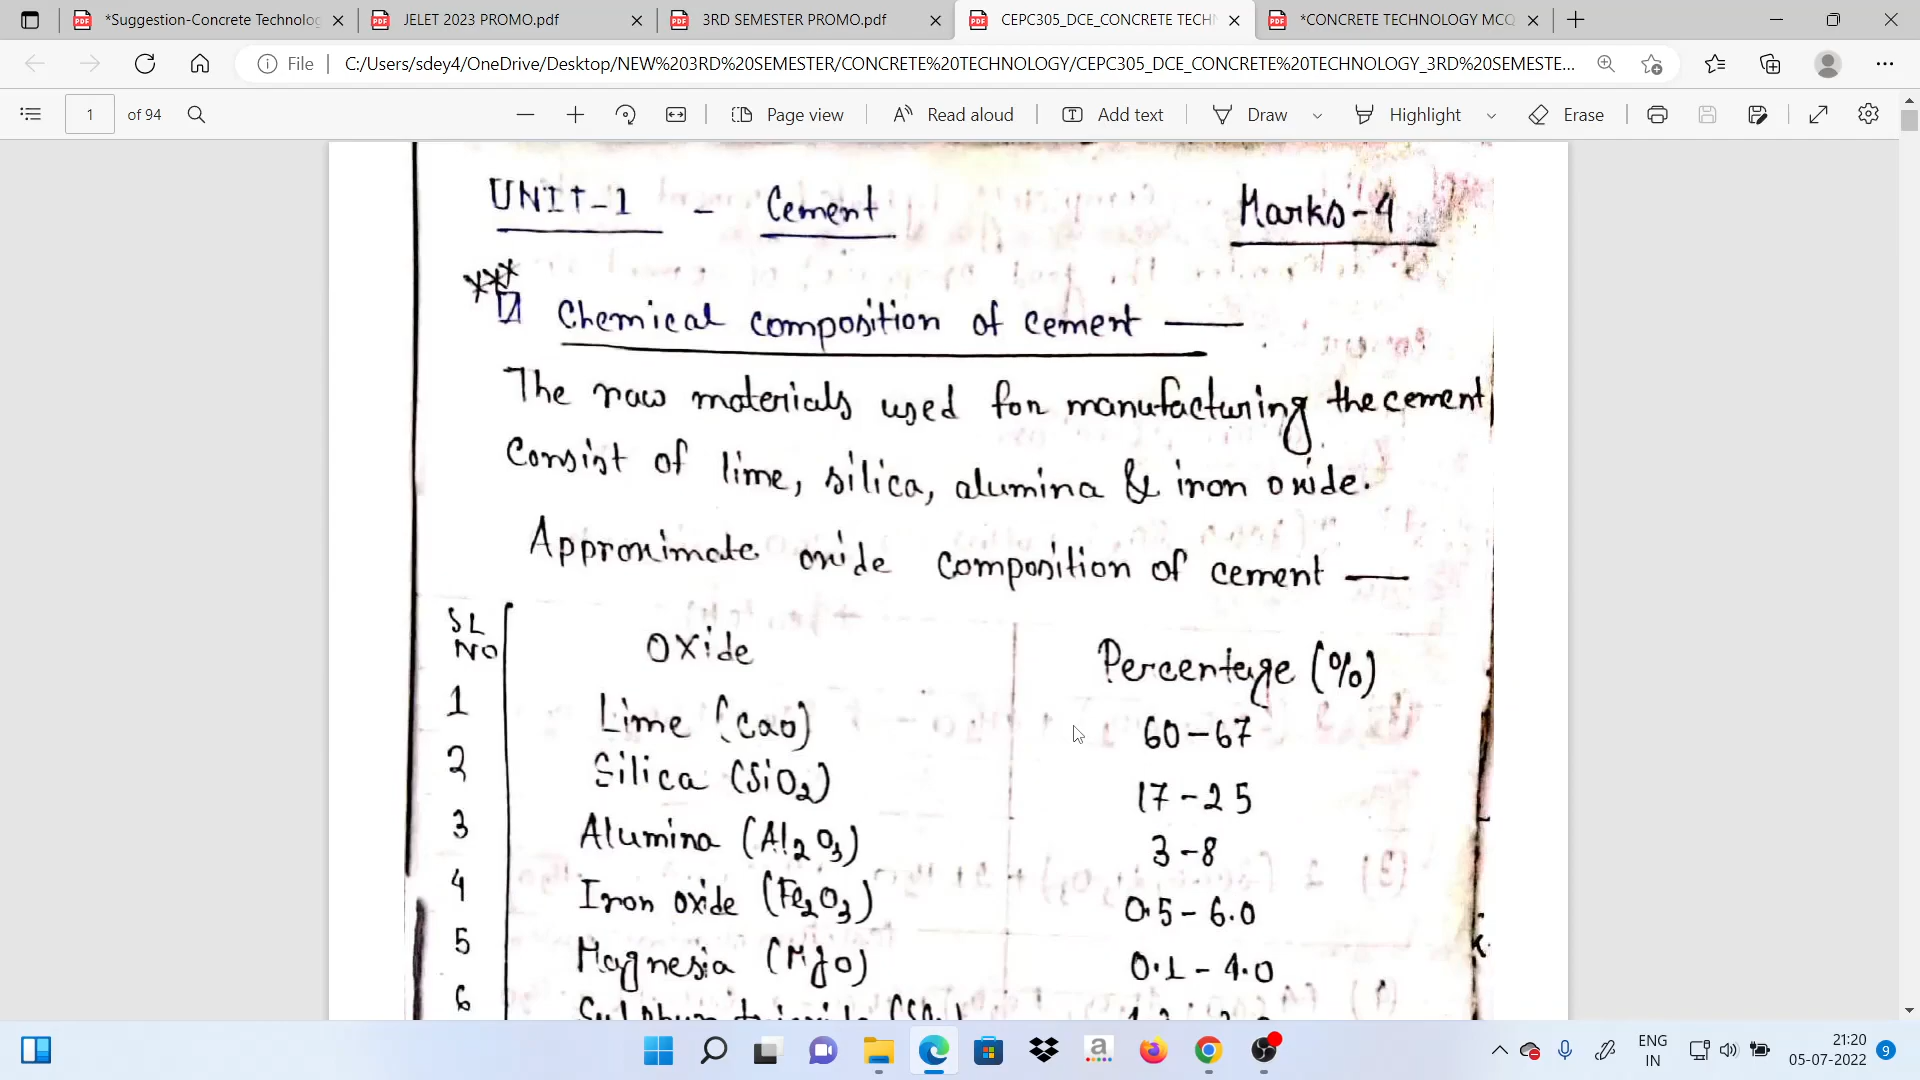 *Suggestion-Concrete Technolog
JELET 2023 PROMO.pdf
3RD SEMESTER PROMO.pdf
CEPC305_DCE_CONCRETE TECHN
*CONCRETE TECHNOLOGY MCQ
File
C:/Users/sdey4/OneDrive/Desktop/NEW%203RD%20SEMESTER/CONCRETE%20TECHNOLOGY/CEPC305_DCE_CONCRETE%20TECHNOLOGY_3RD%20SEMESTE...
1 of 94
Page view
Read aloud
Add text
Draw
Highlight
Erase
UNIT-1 - Cement Marks-4
*** Chemical composition of cement —
The raw materials used for manufacturing the cement
Consist of lime, silica, alumina & iron oxide.
Approximate oxide composition of cement —
SL NO Oxide Percentage (%)
1 Lime (CaO) 60-67
2 Silica (SiO2) 17-25
3 Alumina (Al2O3) 3-8
4 Iron oxide (Fe2O3) 0.5-6.0
5 Magnesia (MgO) 0.1-4.0
6
ENG
IN
21:20
05-07-2022
9